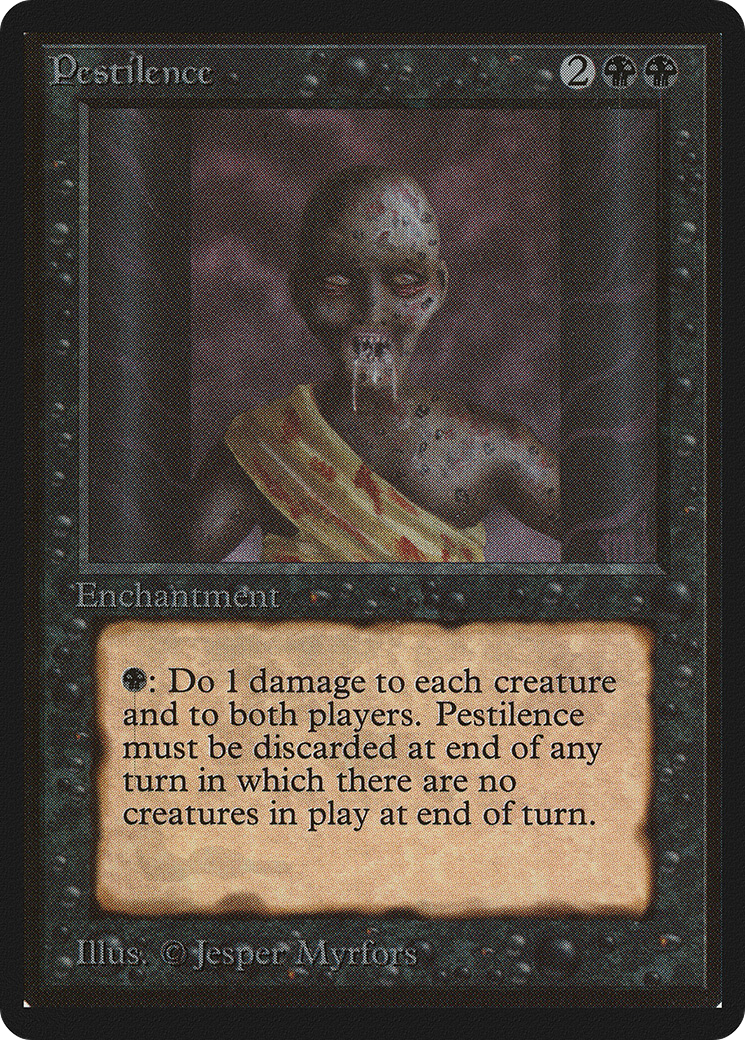 Pestilence 2
Enchantment
: Do 1 damage to each creature
and to both players. Pestilence
must be discarded at end of any
turn in which there are no
creatures in play at end of turn.
Illus. © Jesper Myrfors